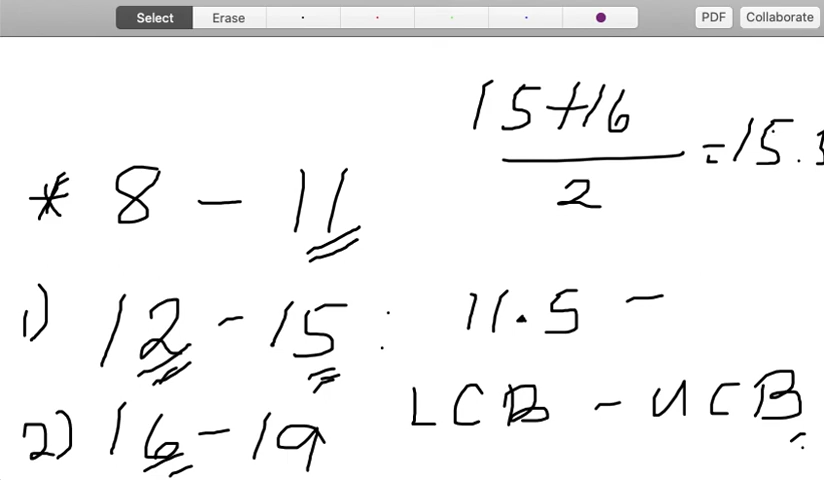 Select Erase PDF Collaborate
15+16
2
=15.
* 8 - 11
1) 12 - 15 : 11.5 -
LCB - UCB
2) 16 - 19